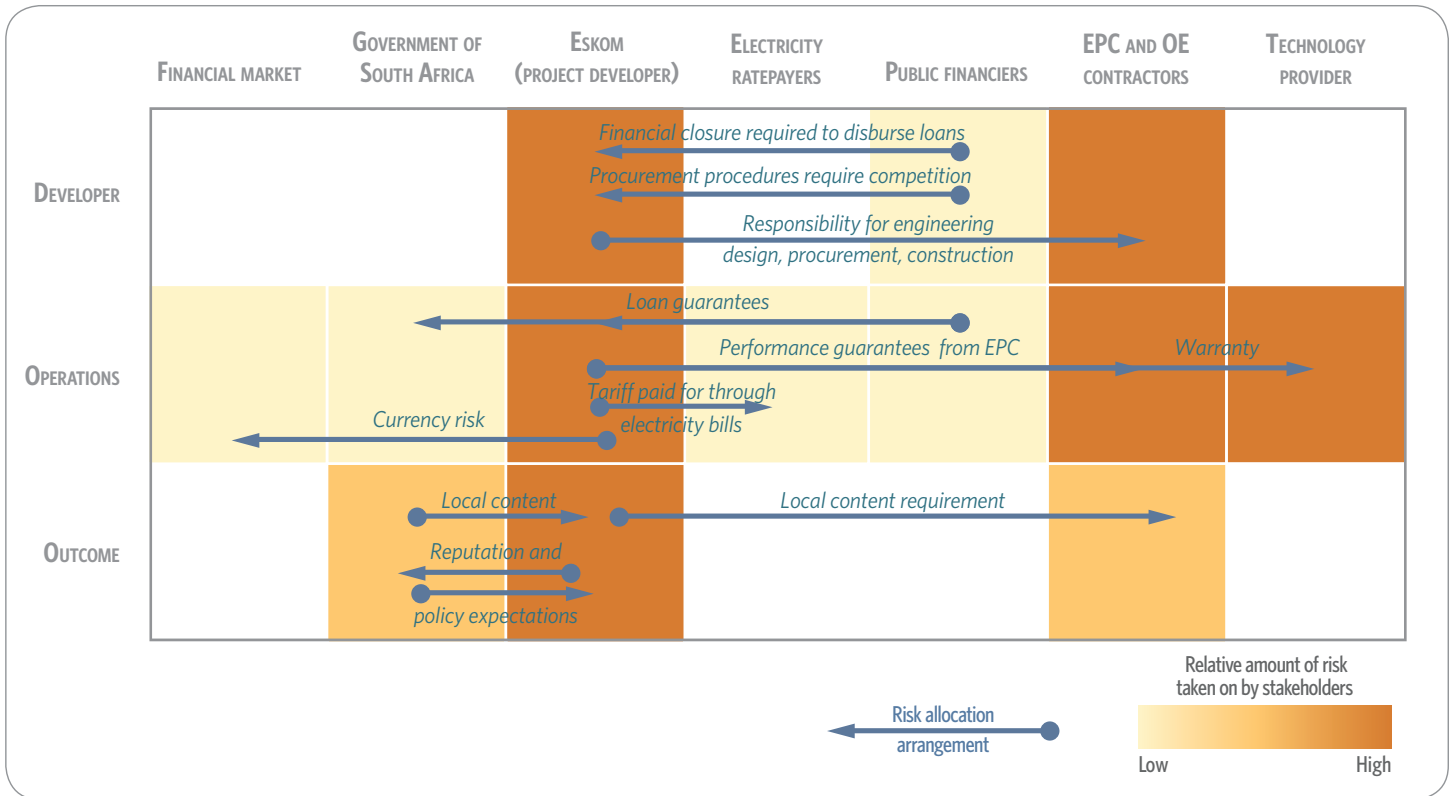 FINANCIAL MARKET
GOVERNMENT OF
SOUTH AFRICA
ESKOM
(PROJECT DEVELOPER)
ELECTRICITY
RATEPAYERS
PUBLIC FINANCIERS
EPC AND OE
CONTRACTORS
TECHNOLOGY
PROVIDER
DEVELOPER
Financial closure required to disburse loans
Procurement procedures require competition
Responsibility for engineering
design, procurement, construction
OPERATIONS
Loan guarantees
Performance guarantees from EPC
Warranty
Tariff paid for through
electricity bills
Currency risk
OUTCOME
Local content
Local content requirement
Reputation and
policy expectations
Risk allocation
arrangement
Relative amount of risk
taken on by stakeholders
Low
High